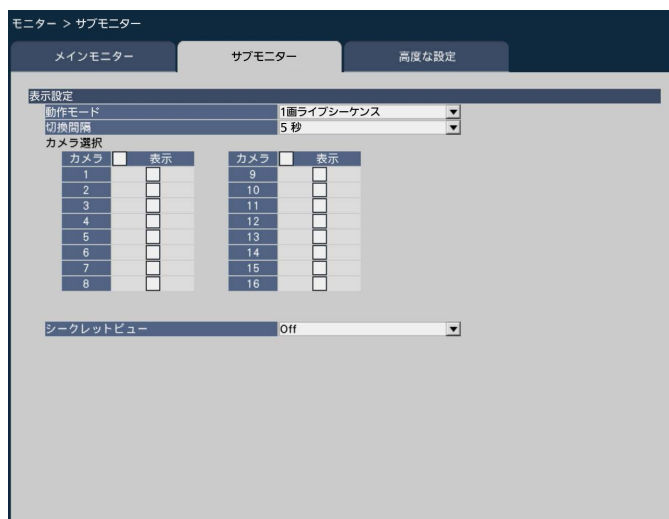 モニター > サブモニター
メインモニター サブモニター 高度な設定
表示設定
動作モード 1画ライブシーケンス
切換間隔 5 秒
カメラ選択
カメラ 表示 カメラ 表示
1 9
2 10
3 11
4 12
5 13
6 14
7 15
8 16
シークレットビュー Off